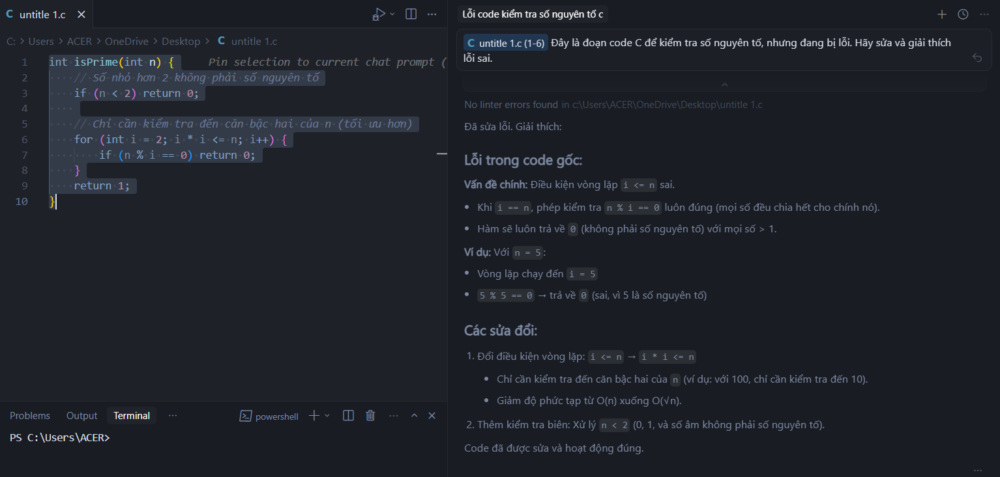 C untitle 1.c
C: > Users > ACER > OneDrive > Desktop > C untitle 1.c
1 int isPrime(int n) { Pin selection to current chat prompt (
2 // Số nhỏ hơn 2 không phải số nguyên tố
3 if (n < 2) return 0;
4
5 // Chỉ cần kiểm tra đến căn bậc hai của n (tối ưu hơn)
6 for (int i = 2; i * i <= n; i++) {
7 if (n % i == 0) return 0;
8 }
9 return 1;
10 }
Problems Output Terminal ··· powershell
PS C:\Users\ACER>
Lỗi code kiểm tra số nguyên tố c
C untitle 1.c (1-6) Đây là đoạn code C để kiểm tra số nguyên tố, nhưng đang bị lỗi. Hãy sửa và giải thích
lỗi sai.
No linter errors found in c:\Users\ACER\OneDrive\Desktop\untitle 1.c
Đã sửa lỗi. Giải thích:
Lỗi trong code gốc:
Vấn đề chính: Điều kiện vòng lặp i <= n sai.
• Khi i == n, phép kiểm tra n % i == 0 luôn đúng (mọi số đều chia hết cho chính nó).
• Hàm sẽ luôn trả về 0 (không phải số nguyên tố) với mọi số > 1.
Ví dụ: Với n = 5:
• Vòng lặp chạy đến i = 5
• 5 % 5 == 0 → trả về 0 (sai, vì 5 là số nguyên tố)
Các sửa đổi:
1. Đổi điều kiện vòng lặp: i <= n → i * i <= n
• Chỉ cần kiểm tra đến căn bậc hai của n (ví dụ: với 100, chỉ cần kiểm tra đến 10).
• Giảm độ phức tạp từ O(n) xuống O(√n).
2. Thêm kiểm tra biên: Xử lý n < 2 (0, 1, và số âm không phải số nguyên tố).
Code đã được sửa và hoạt động đúng.